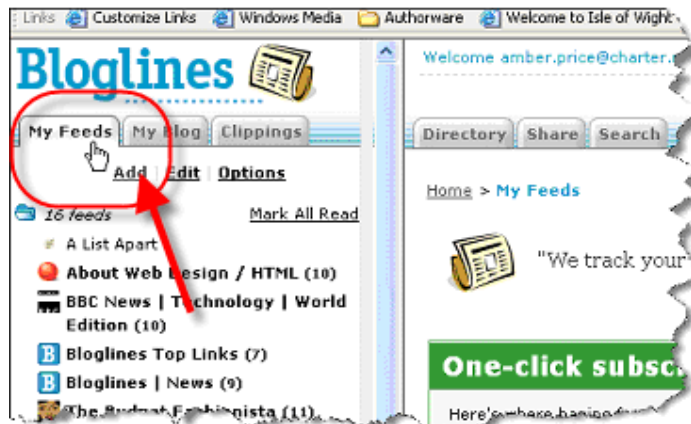 Links Customize Links Windows Media Authorware Welcome to Isle of Wight
Bloglines
Welcome amber.price@charter.
My Feeds My Blog Clippings
Directory Share Search
Add Edit Options
Home > My Feeds
16 feeds Mark All Read
A List Apart
"We track your
About Web Design / HTML (10)
BBC News | Technology | World
Edition (10)
Bloglines Top Links (7)
One-click subsc
Bloglines | News (9)
The Budget Fashionista (11)
Here's where